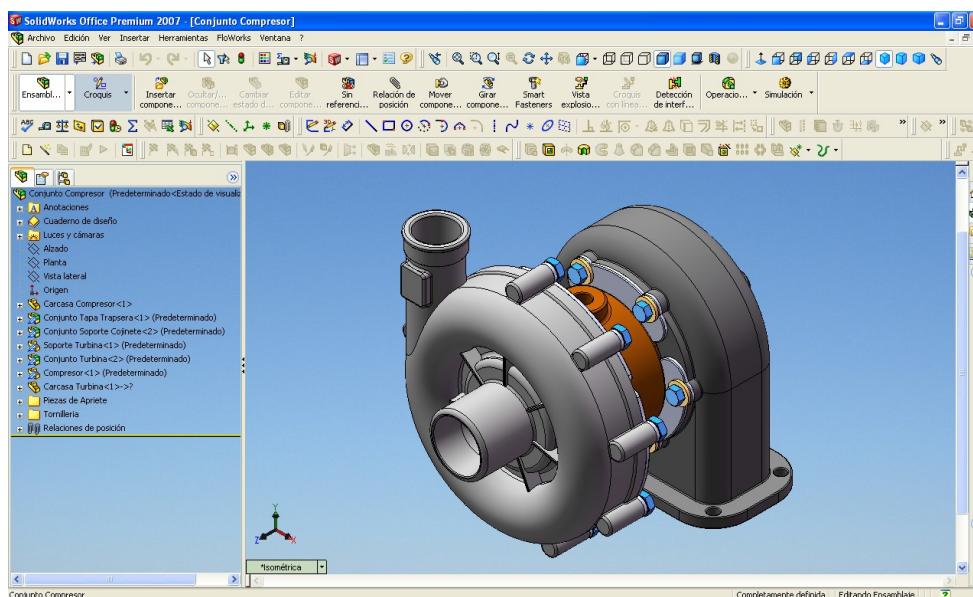 SolidWorks Office Premium 2007 - [Conjunto Compresor]
Archivo Edición Ver Insertar Herramientas FloWorks Ventana ?
Ensambl... Croquis Insertar compone... Ocultar/... compone... Cambiar estado d... Editar compone... Sin referenci... Relación de posición Mover compone... Girar compone... Smart Fasteners Vista explosio... Croquis con línea... Detección de interf... Operacio... Simulación
Conjunto Compresor (Predeterminado<Estado de visualiz
Anotaciones
Cuaderno de diseño
Luces y cámaras
Alzado
Planta
Vista lateral
Origen
Carcasa Compresor<1>
Conjunto Tapa Trapsera<1> (Predeterminado)
Conjunto Soporte Cojinete<2> (Predeterminado)
Soporte Turbina<1> (Predeterminado)
Conjunto Turbina<2> (Predeterminado)
Compresor<1> (Predeterminado)
Carcasa Turbina<1>->?
Piezas de Apriete
Tornilleria
Relaciones de posición
Y
Z X
*Isométrica
Conjunto Compresor Completamente definida Editando Ensamblaje